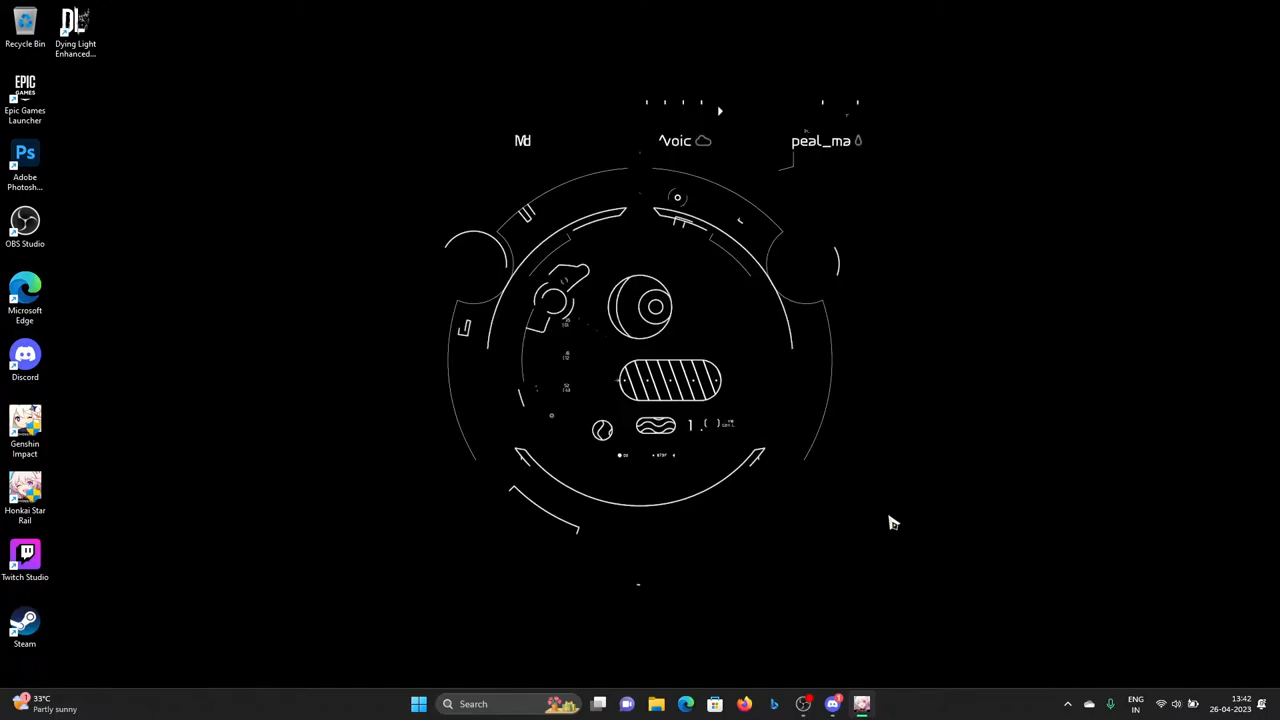 Recycle Bin
Dying Light
Enhanced...
EPIC
GAMES
Epic Games
Launcher
Ps
Adobe
Photosh...
OBS Studio
Microsoft
Edge
Discord
Genshin
Impact
Honkai Star
Rail
Twitch Studio
Steam
^voic
peal_ma
33°C
Partly sunny
Search
ENG
IN
13:42
26-04-2023